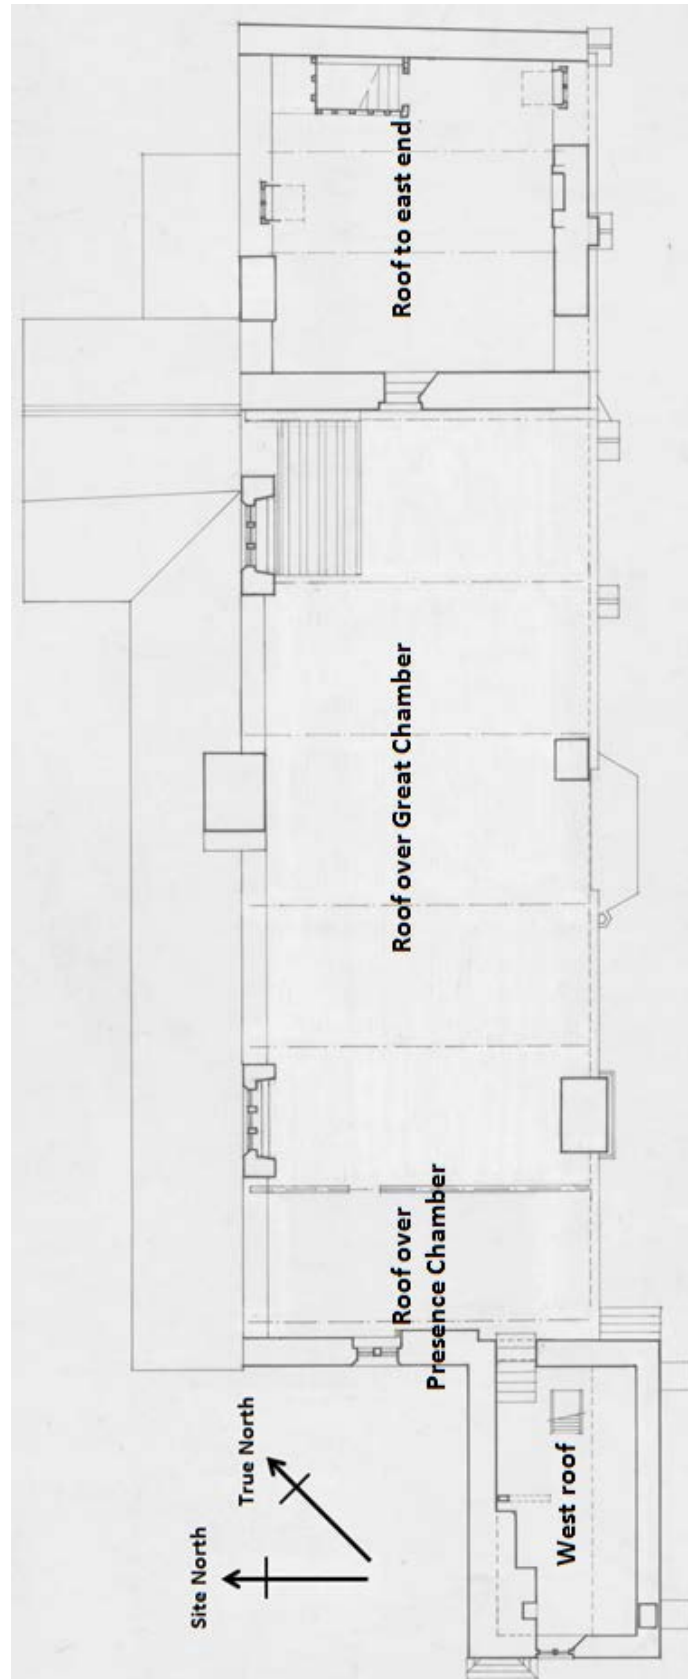 Roof to east end
Roof over Great Chamber
Roof over
Presence Chamber
West roof
True North
Site North